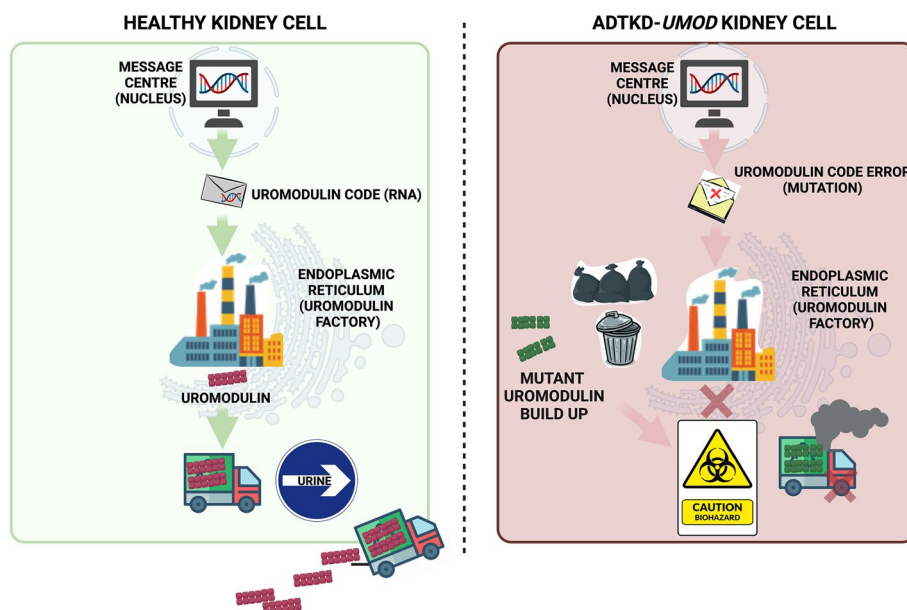 HEALTHY KIDNEY CELL
MESSAGE
CENTRE
(NUCLEUS)
UROMODULIN CODE (RNA)
ENDOPLASMIC
RETICULUM
(UROMODULIN
FACTORY)
UROMODULIN
URINE
ADTKD-UMOD KIDNEY CELL
MESSAGE
CENTRE
(NUCLEUS)
UROMODULIN CODE ERROR
(MUTATION)
ENDOPLASMIC
RETICULUM
(UROMODULIN
FACTORY)
MUTANT
UROMODULIN
BUILD UP
CAUTION
BIOHAZARD